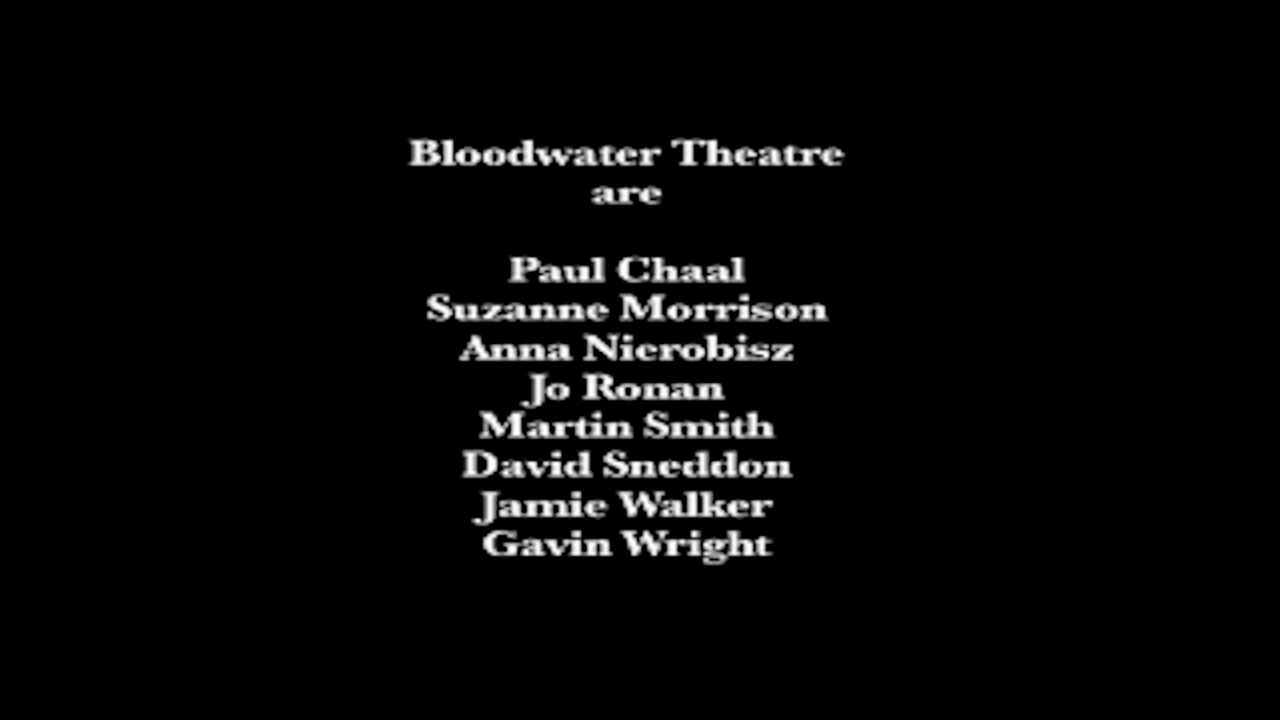 Bloodwater Theatre
are
Paul Chaal
Suzanne Morrison
Anna Nierobisz
Jo Ronan
Martin Smith
David Sneddon
Jamie Walker
Gavin Wright